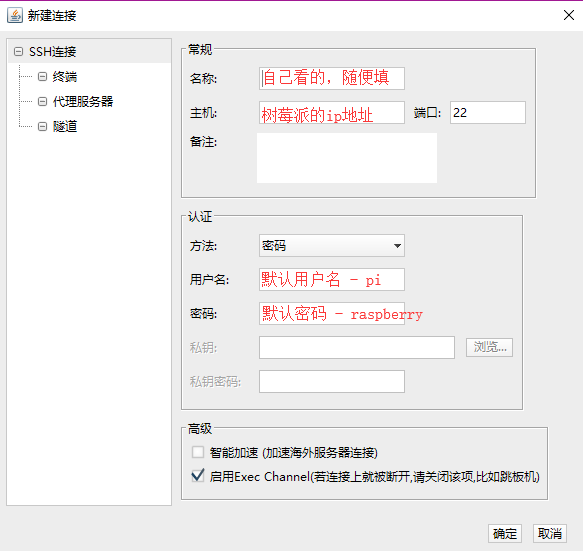 新建连接
SSH连接
终端
代理服务器
隧道
常规
名称: 自己看的，随便填
主机: 树莓派的ip地址 端口: 22
备注:
认证
方法: 密码
用户名: 默认用户名 - pi
密码: 默认密码 - raspberry
私钥: 浏览...
私钥密码:
高级
智能加速 (加速海外服务器连接)
启用Exec Channel(若连接上就被断开,请关闭该项,比如跳板机)
确定 取消